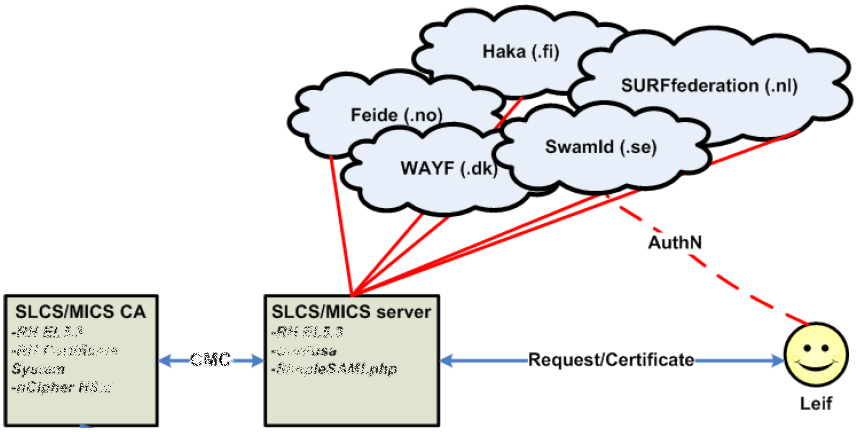 Haka (.fi)
SURFfederation (.nl)
Feide (.no)
SwamId (.se)
WAYF (.dk)
AuthN
SLCS/MICS CA
-RH EL5.3
System
-nCipher
SLCS/MICS server
-RH EL5.3
-SimpleSAMLphp
CMC
Request/Certificate
Leif